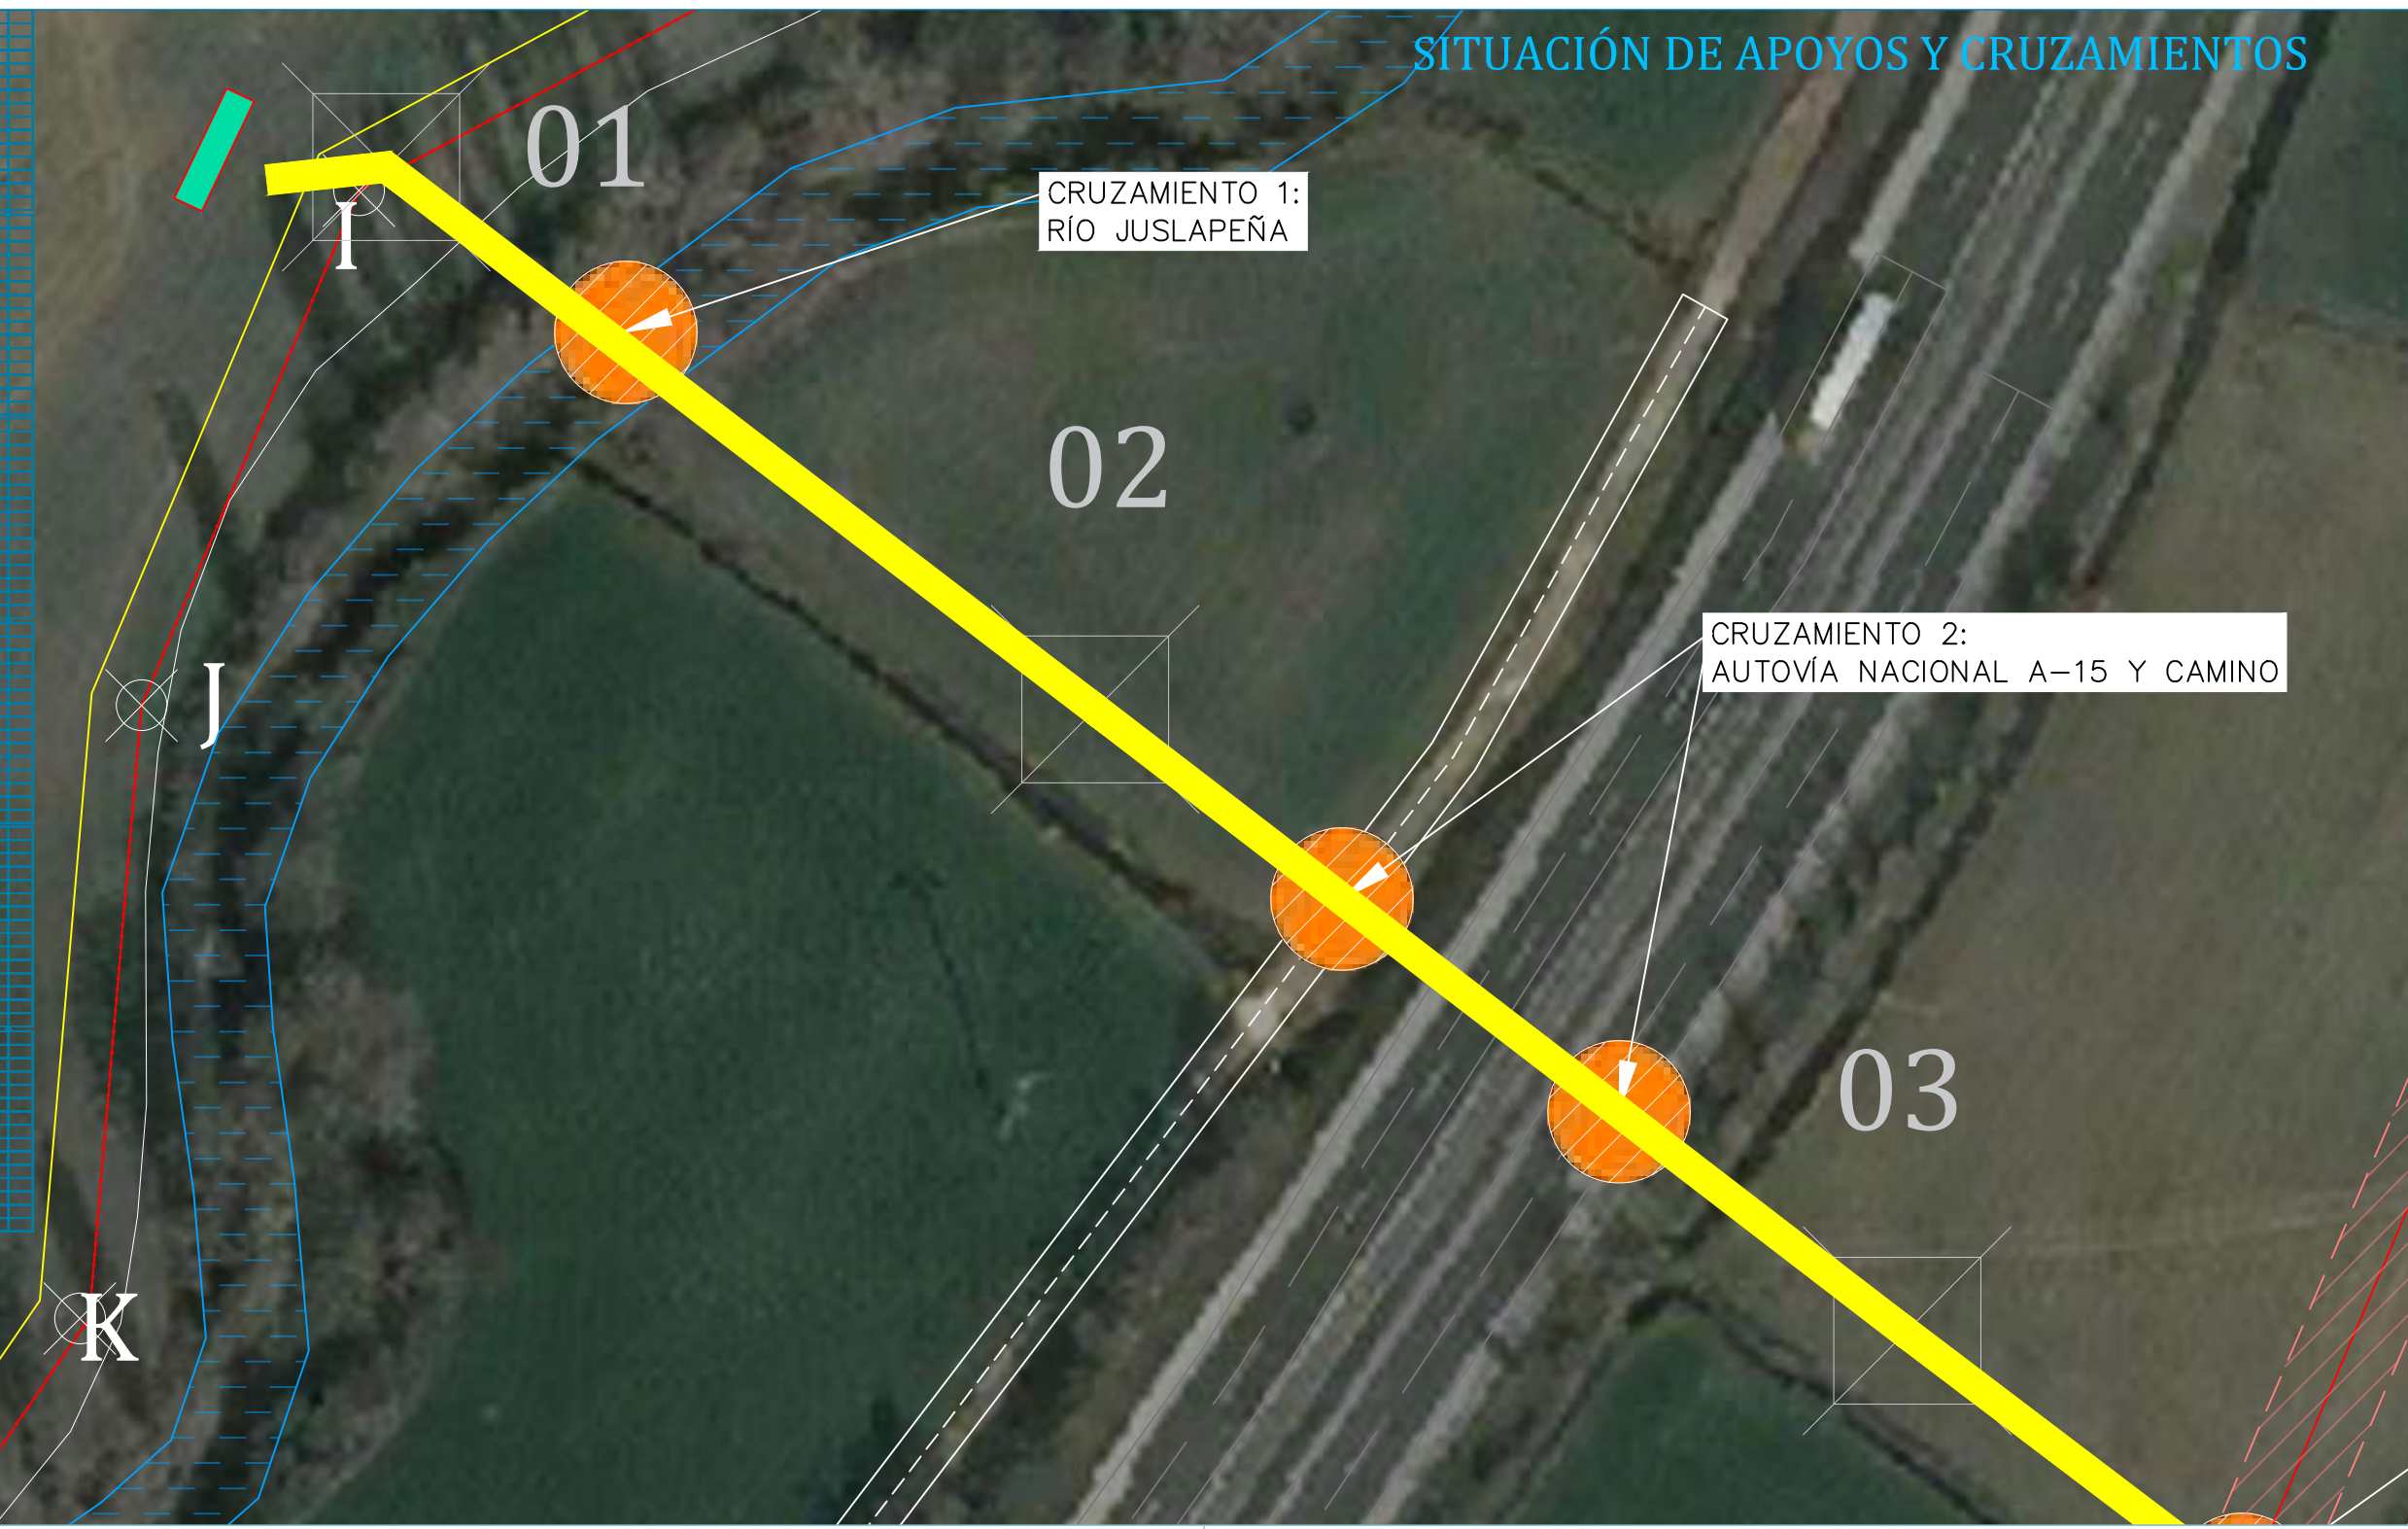 SITUACIÓN DE APOYOS Y CRUZAMIENTOS
01
CRUZAMIENTO 1:
RÍO JUSLAPEÑA
I
02
CRUZAMIENTO 2:
AUTOVÍA NACIONAL A-15 Y CAMINO
J
03
K